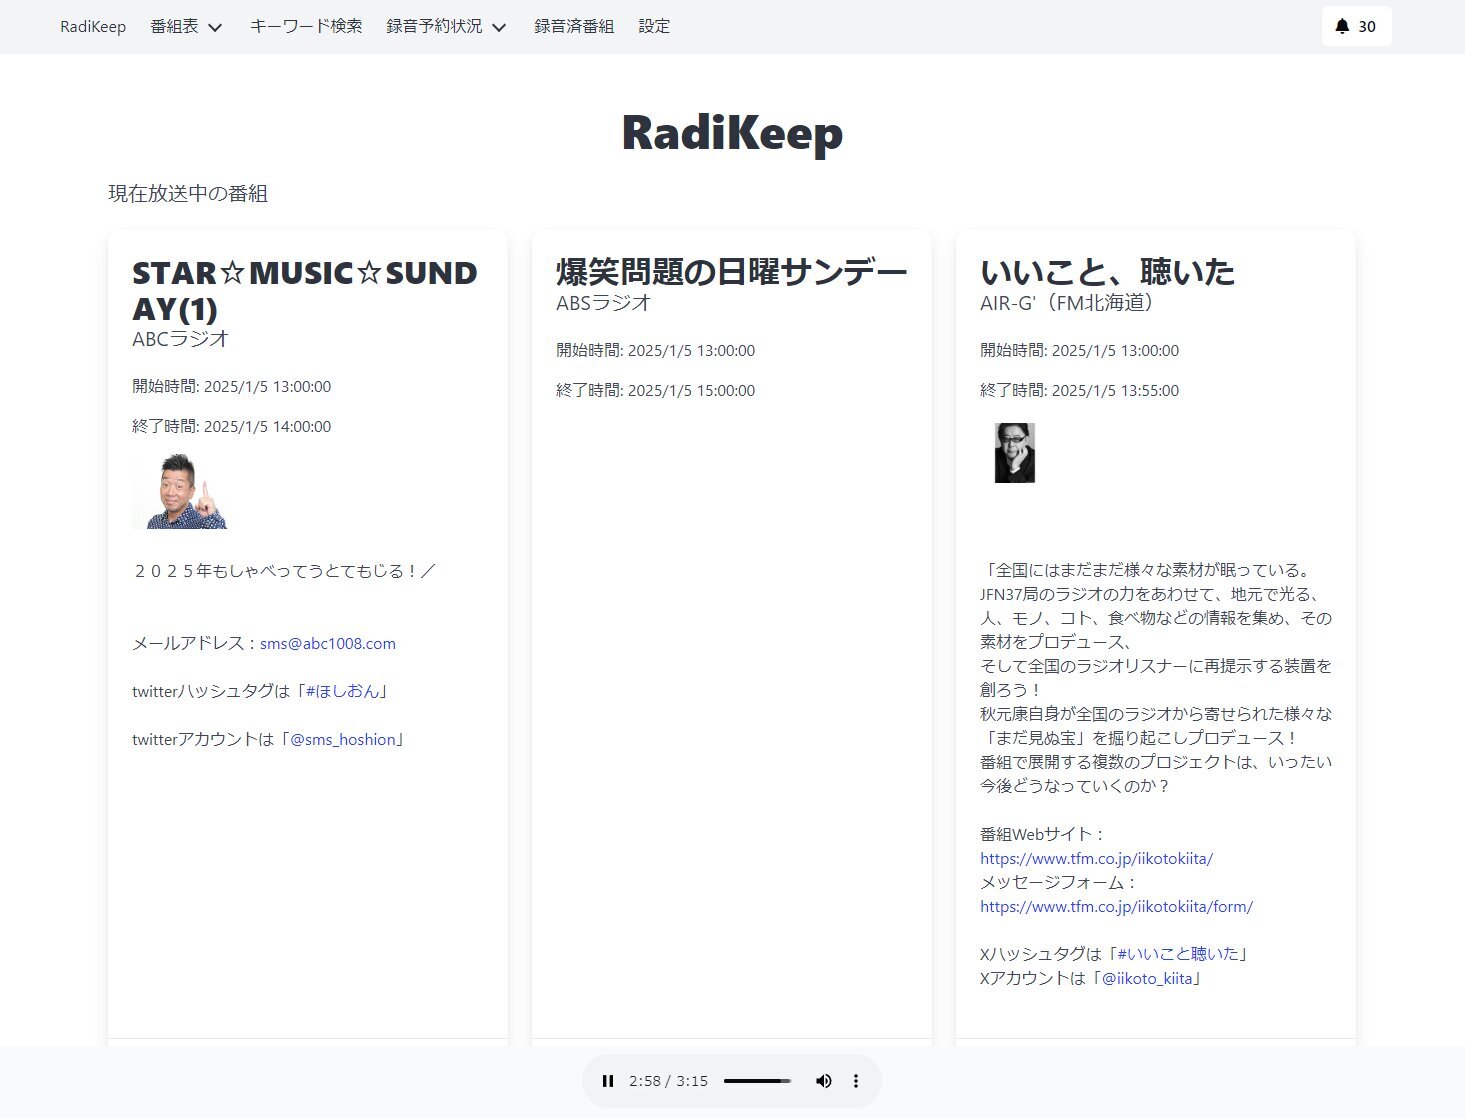 RadiKeep 番組表 キーワード検索 録音予約状況 録音済番組 設定 30
RadiKeep
現在放送中の番組
STAR☆MUSIC☆SUND
AY(1)
ABCラジオ
開始時間: 2025/1/5 13:00:00
終了時間: 2025/1/5 14:00:00
２０２５年もしゃべってうとてもじる！／
メールアドレス：sms@abc1008.com
twitterハッシュタグは「#ほしおん」
twitterアカウントは「@sms_hoshion」
爆笑問題の日曜サンデー
ABSラジオ
開始時間: 2025/1/5 13:00:00
終了時間: 2025/1/5 15:00:00
いいこと、聴いた
AIR-G'（FM北海道）
開始時間: 2025/1/5 13:00:00
終了時間: 2025/1/5 13:55:00
「全国にはまだまだ様々な素材が眠っている。
JFN37局のラジオの力をあわせて、地元で光る、
人、モノ、コト、食べ物などの情報を集め、その
素材をプロデュース、
そして全国のラジオリスナーに再提示する装置を
創ろう！
秋元康自身が全国のラジオから寄せられた様々な
「まだ見ぬ宝」を掘り起こしプロデュース！
番組で展開する複数のプロジェクトは、いったい
今後どうなっていくのか？
番組Webサイト：
https://www.tfm.co.jp/iikotokiita/
メッセージフォーム：
https://www.tfm.co.jp/iikotokiita/form/
Xハッシュタグは「#いいこと聴いた」
Xアカウントは「@iikoto_kiita」
2:58 / 3:15